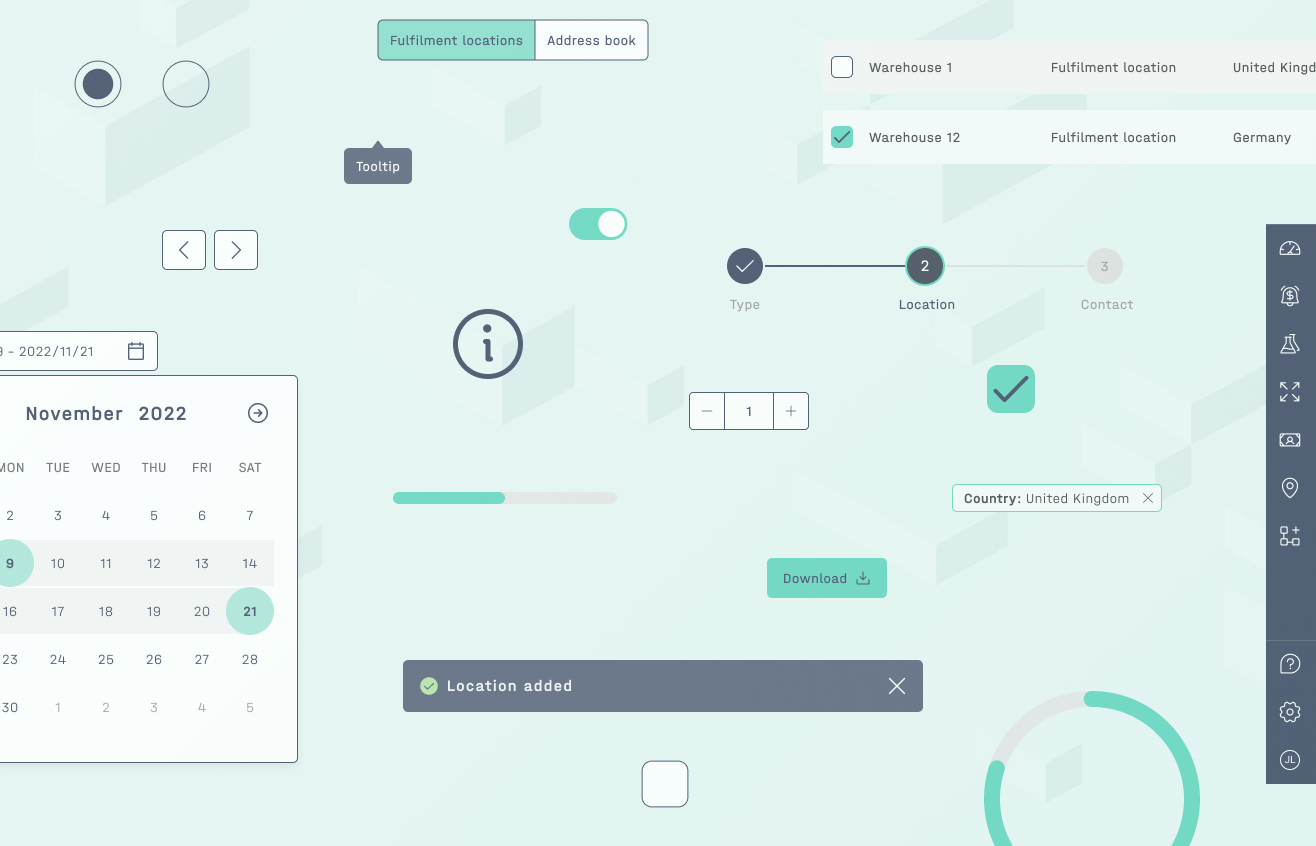 Fulfilment locations Address book
Warehouse 1 Fulfilment location United Kingd
Warehouse 12 Fulfilment location Germany
Tooltip
2 3
Type Location Contact
9 – 2022/11/21
November 2022
MON TUE WED THU FRI SAT
2 3 4 5 6 7
9 10 11 12 13 14
16 17 18 19 20 21
23 24 25 26 27 28
30 1 2 3 4 5
1
Country: United Kingdom
Download
Location added
JL